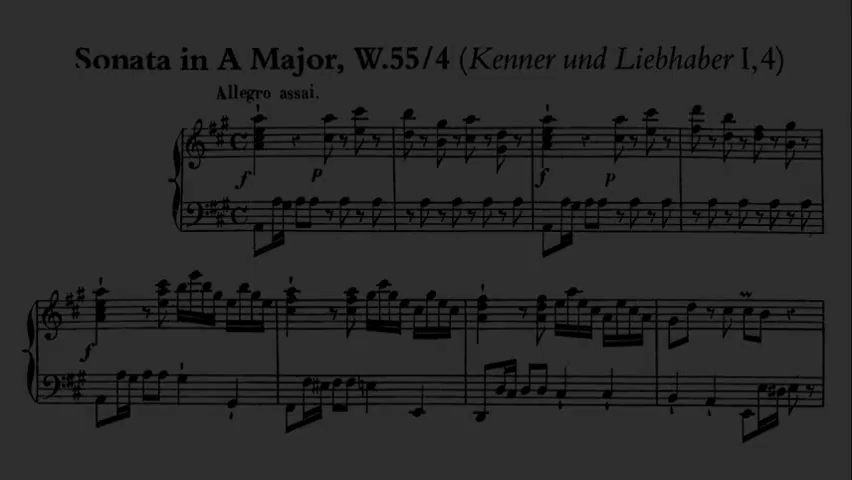 Sonata in A Major, W.55/4 (Kenner und Liebhaber I,4)
Allegro assai.
f p f p
f